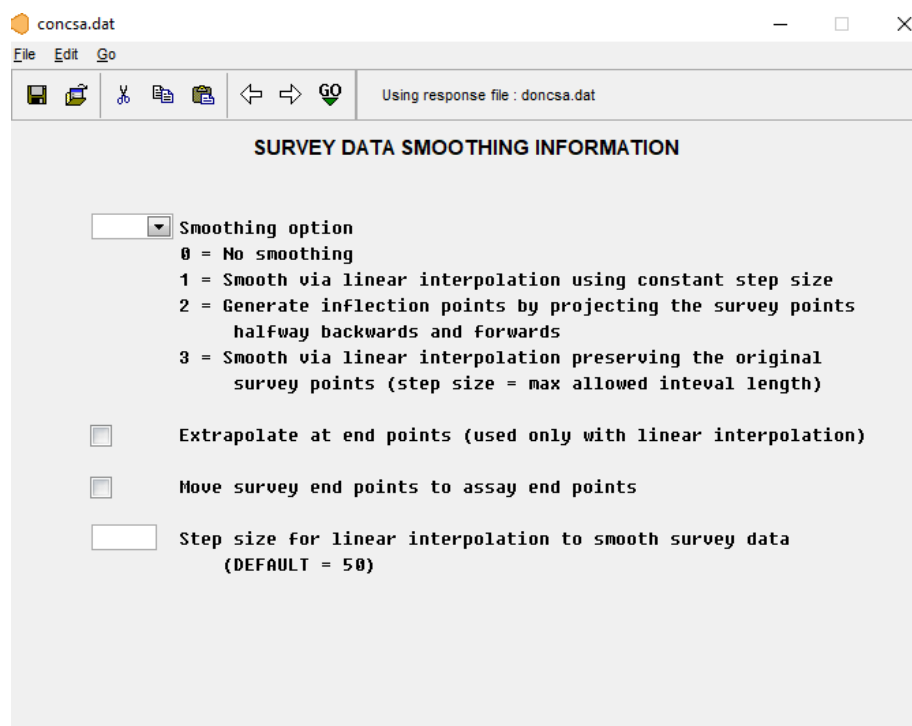 concsa.dat
File Edit Go
GO Using response file : doncsa.dat
SURVEY DATA SMOOTHING INFORMATION
Smoothing option
0 = No smoothing
1 = Smooth via linear interpolation using constant step size
2 = Generate inflection points by projecting the survey points
halfway backwards and forwards
3 = Smooth via linear interpolation preserving the original
survey points (step size = max allowed inteval length)
Extrapolate at end points (used only with linear interpolation)
Move survey end points to assay end points
Step size for linear interpolation to smooth survey data
(DEFAULT = 50)